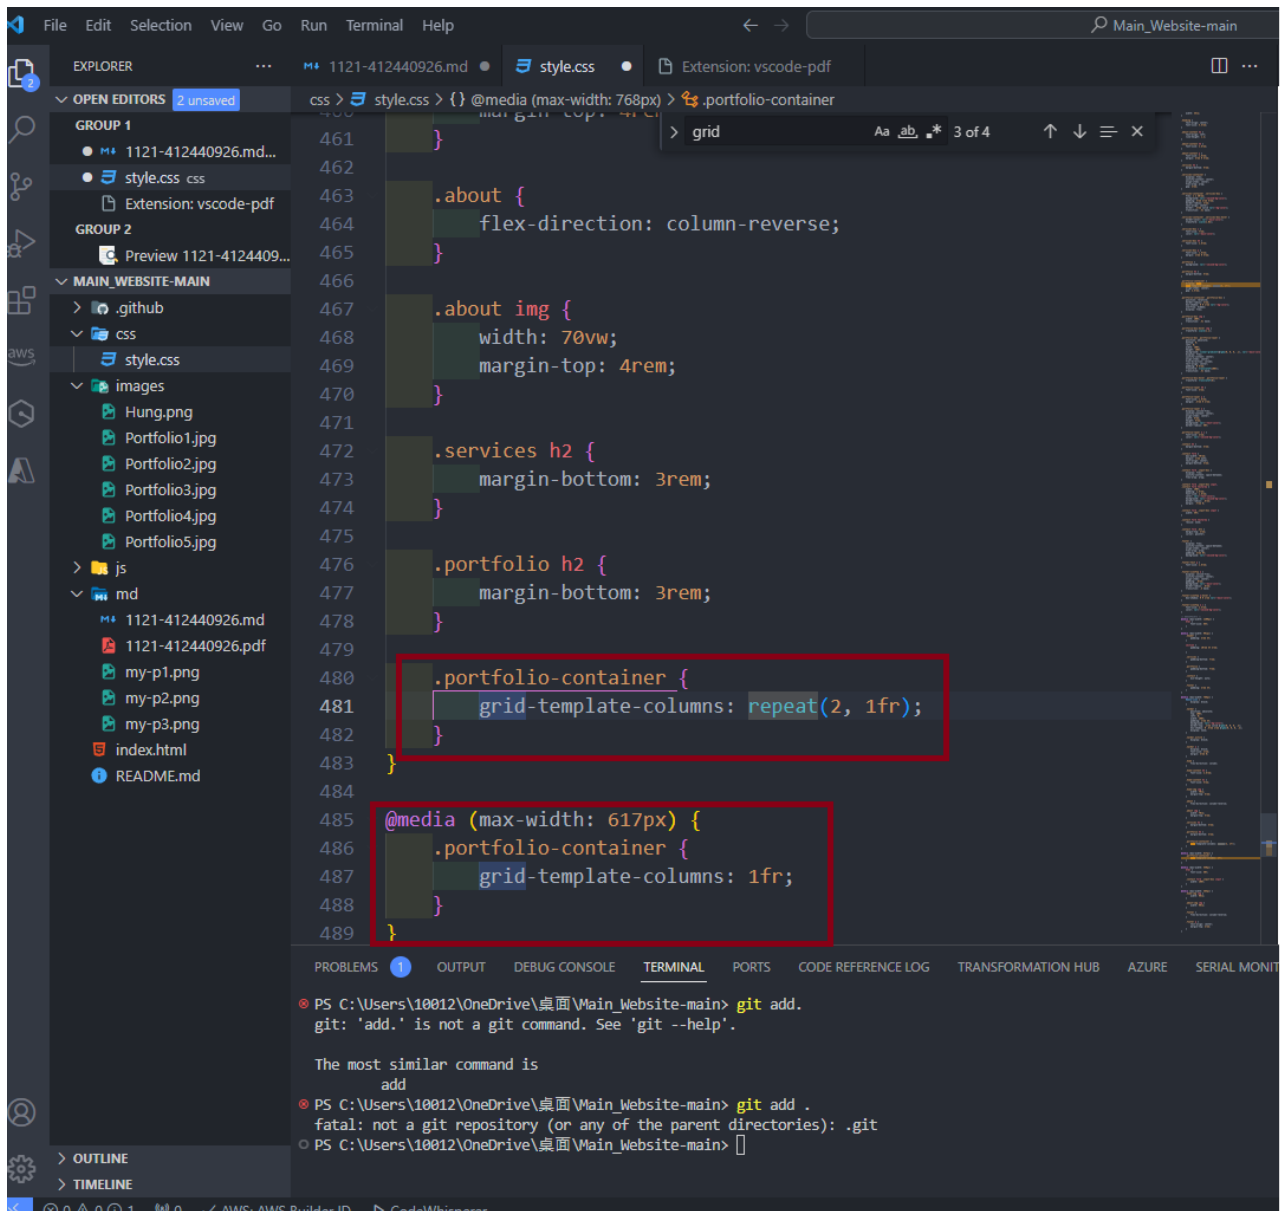 File Edit Selection View Go Run Terminal Help
Main_Website-main
EXPLORER
1121-412440926.md
style.css
Extension: vscode-pdf
2
OPEN EDITORS 2 unsaved
css > style.css > {} @media (max-width: 768px) > .portfolio-container
GROUP 1
1121-412440926.md...
style.css css
Extension: vscode-pdf
GROUP 2
Preview 1121-4124409...
MAIN_WEBSITE-MAIN
.github
css
style.css
images
Hung.png
Portfolio1.jpg
Portfolio2.jpg
Portfolio3.jpg
Portfolio4.jpg
Portfolio5.jpg
js
md
1121-412440926.md
1121-412440926.pdf
my-p1.png
my-p2.png
my-p3.png
index.html
README.md
OUTLINE
TIMELINE
aws
grid Aa ab 3 of 4
461 }
462
463 .about {
464 flex-direction: column-reverse;
465 }
466
467 .about img {
468 width: 70vw;
469 margin-top: 4rem;
470 }
471
472 .services h2 {
473 margin-bottom: 3rem;
474 }
475
476 .portfolio h2 {
477 margin-bottom: 3rem;
478 }
479
480 .portfolio-container {
481 grid-template-columns: repeat(2, 1fr);
482 }
483 }
484
485 @media (max-width: 617px) {
486 .portfolio-container {
487 grid-template-columns: 1fr;
488 }
489 }
PROBLEMS 1 OUTPUT DEBUG CONSOLE TERMINAL PORTS CODE REFERENCE LOG TRANSFORMATION HUB AZURE SERIAL MONIT
PS C:\Users\10012\OneDrive\桌面\Main_Website-main> git add.
git: 'add.' is not a git command. See 'git --help'.
The most similar command is
add
PS C:\Users\10012\OneDrive\桌面\Main_Website-main> git add .
fatal: not a git repository (or any of the parent directories): .git
PS C:\Users\10012\OneDrive\桌面\Main_Website-main>